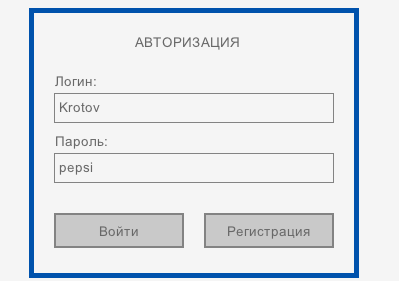 АВТОРИЗАЦИЯ
Логин:
Krotov
Пароль:
pepsi
Войти Регистрация